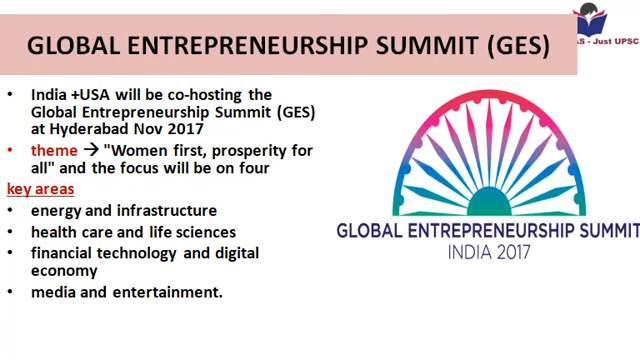 GLOBAL ENTREPRENEURSHIP SUMMIT (GES)
S - Just UPSC
• India +USA will be co-hosting the
Global Entrepreneurship Summit (GES)
at Hyderabad Nov 2017
• theme → "Women first, prosperity for
all" and the focus will be on four
key areas
• energy and infrastructure
• health care and life sciences
• financial technology and digital
economy
• media and entertainment.
GLOBAL ENTREPRENEURSHIP SUMMIT
INDIA 2017